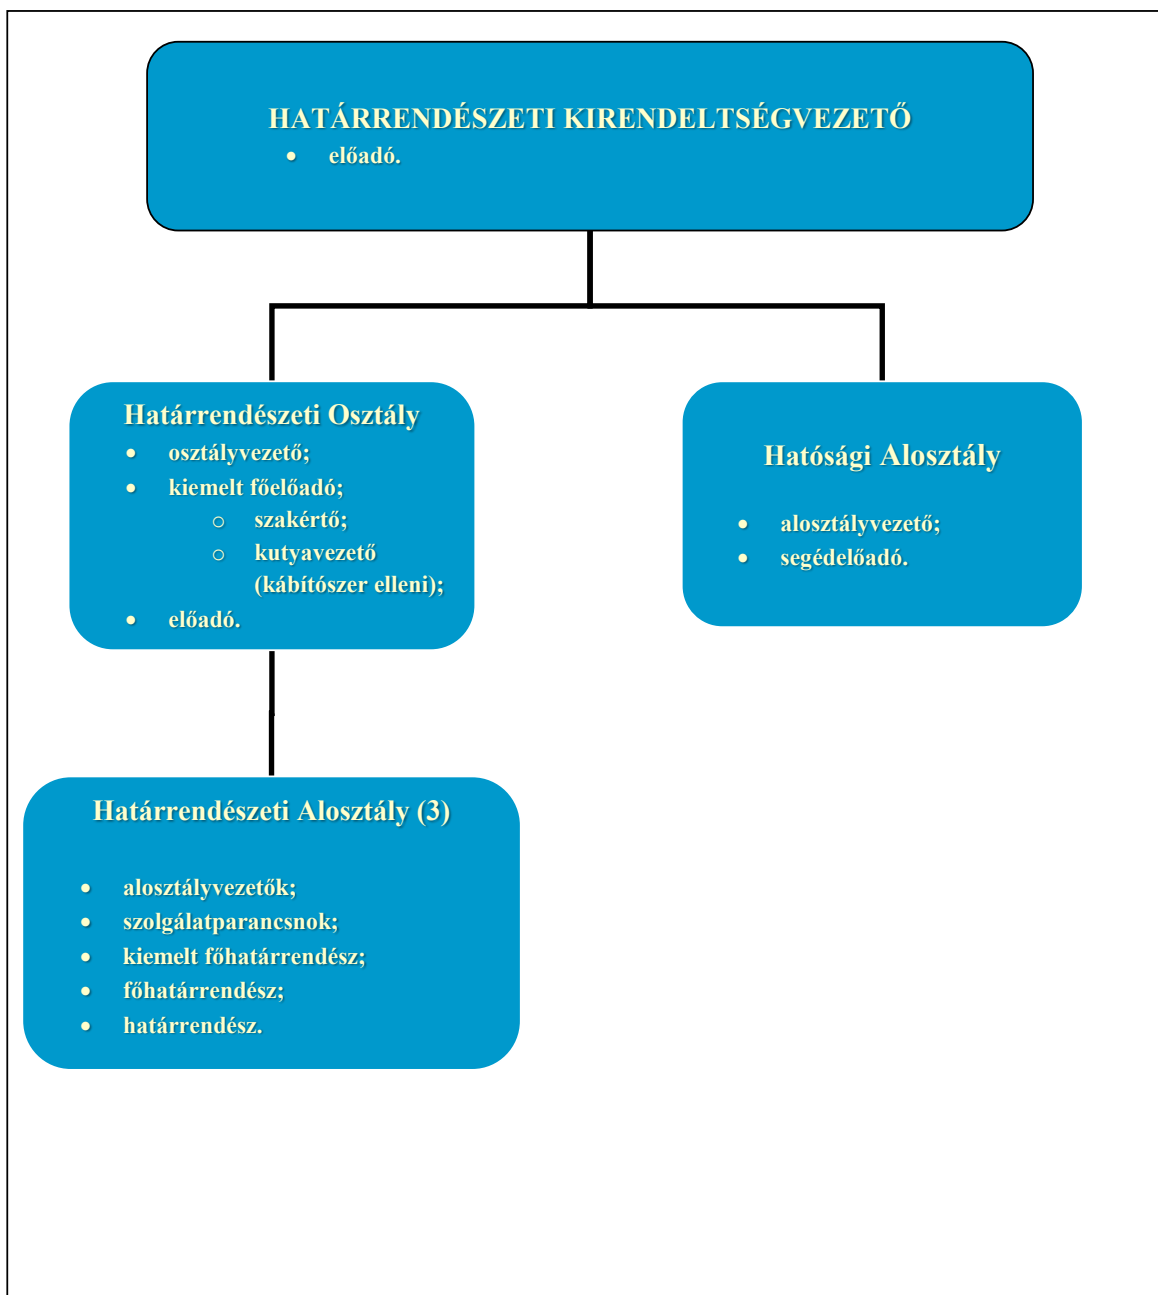 HATÁRRENDÉSZETI KIRENDELTSÉGVEZETŐ
• előadó.
Határrendészeti Osztály
• osztályvezető;
• kiemelt főelőadó;
o szakértő;
o kutyavezető
(kábítószer elleni);
• előadó.
Hatósági Alosztály
• alosztályvezető;
• segédelőadó.
Határrendészeti Alosztály (3)
• alosztályvezetők;
• szolgálatparancsnok;
• kiemelt főhatárrendész;
• főhatárrendész;
• határrendész.